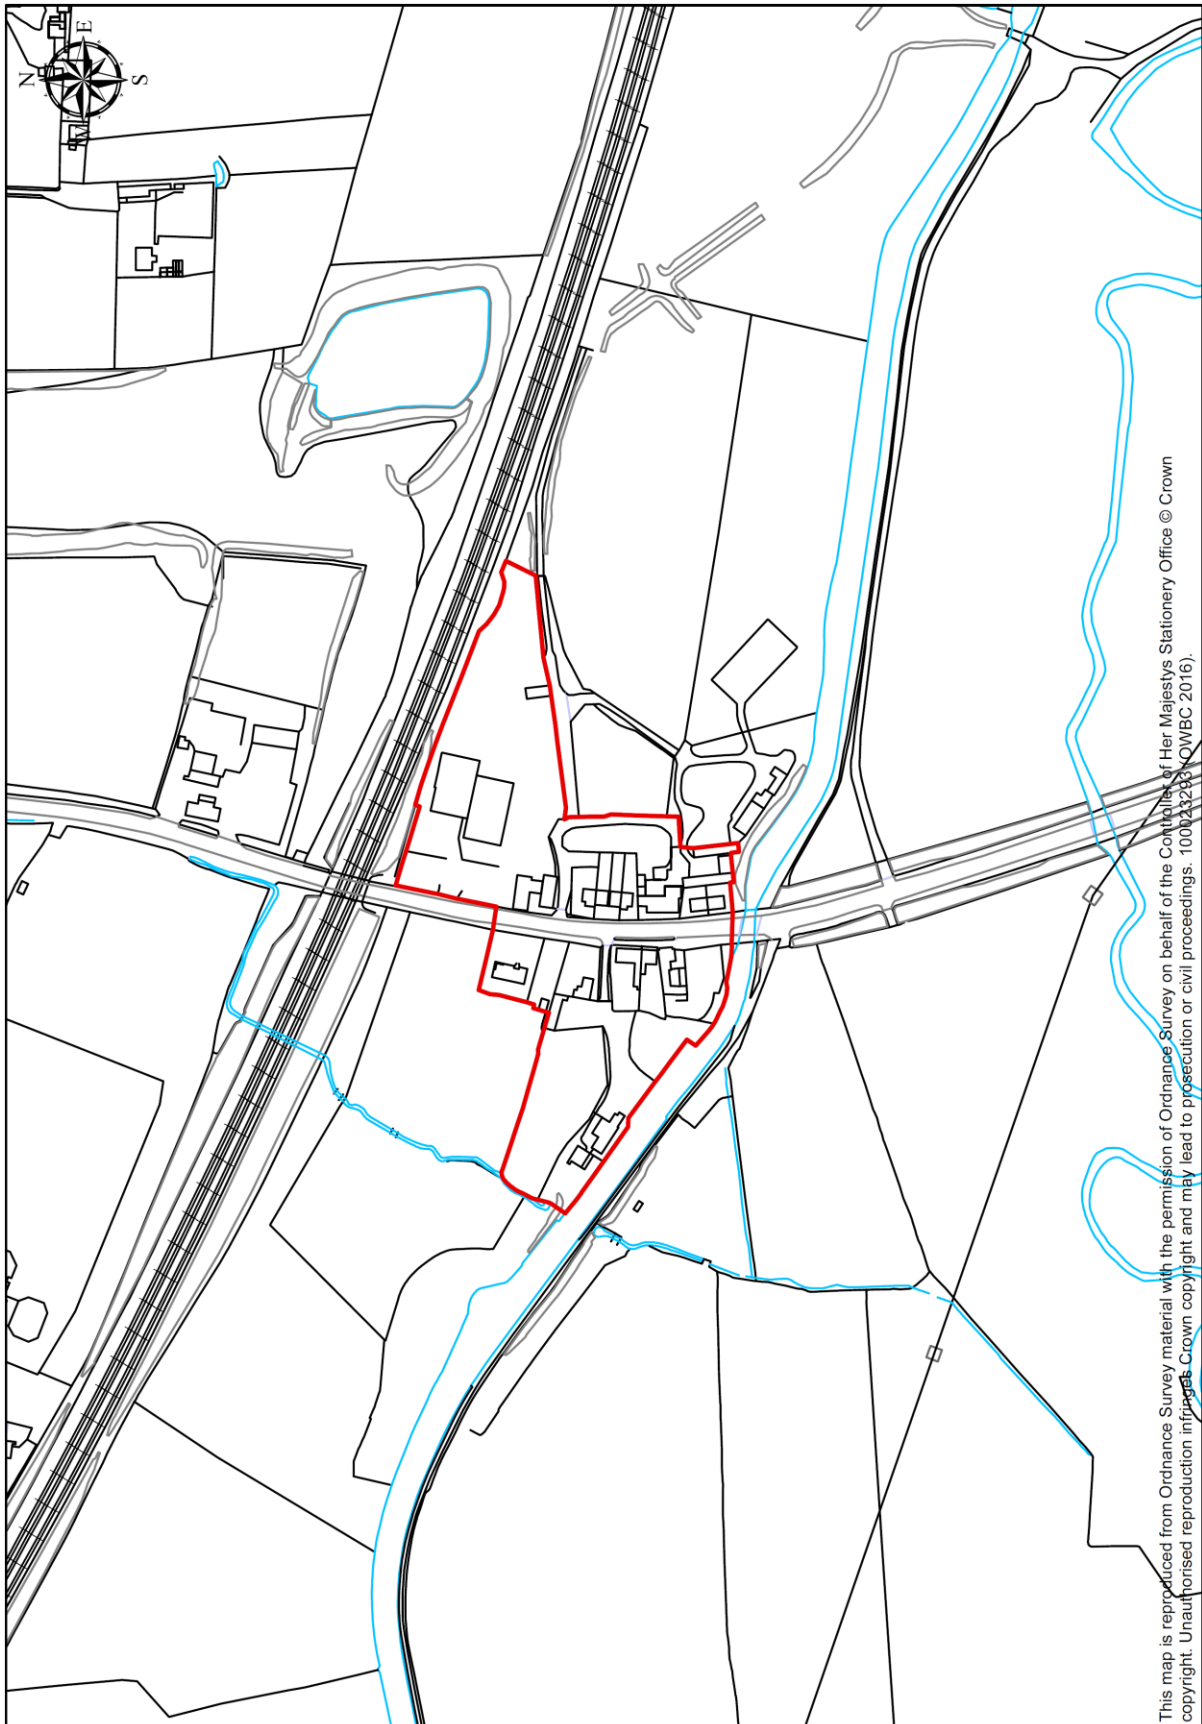 N
E
S
W
This map is reproduced from Ordnance Survey material with the permission of Ordnance Survey on behalf of the Controller of Her Majesys Stationery Office © Crown
copyright. Unauthorised reproduction infringes Crown copyright and may lead to prosecution or civil proceedings. 100023293 (OWBC 2016).